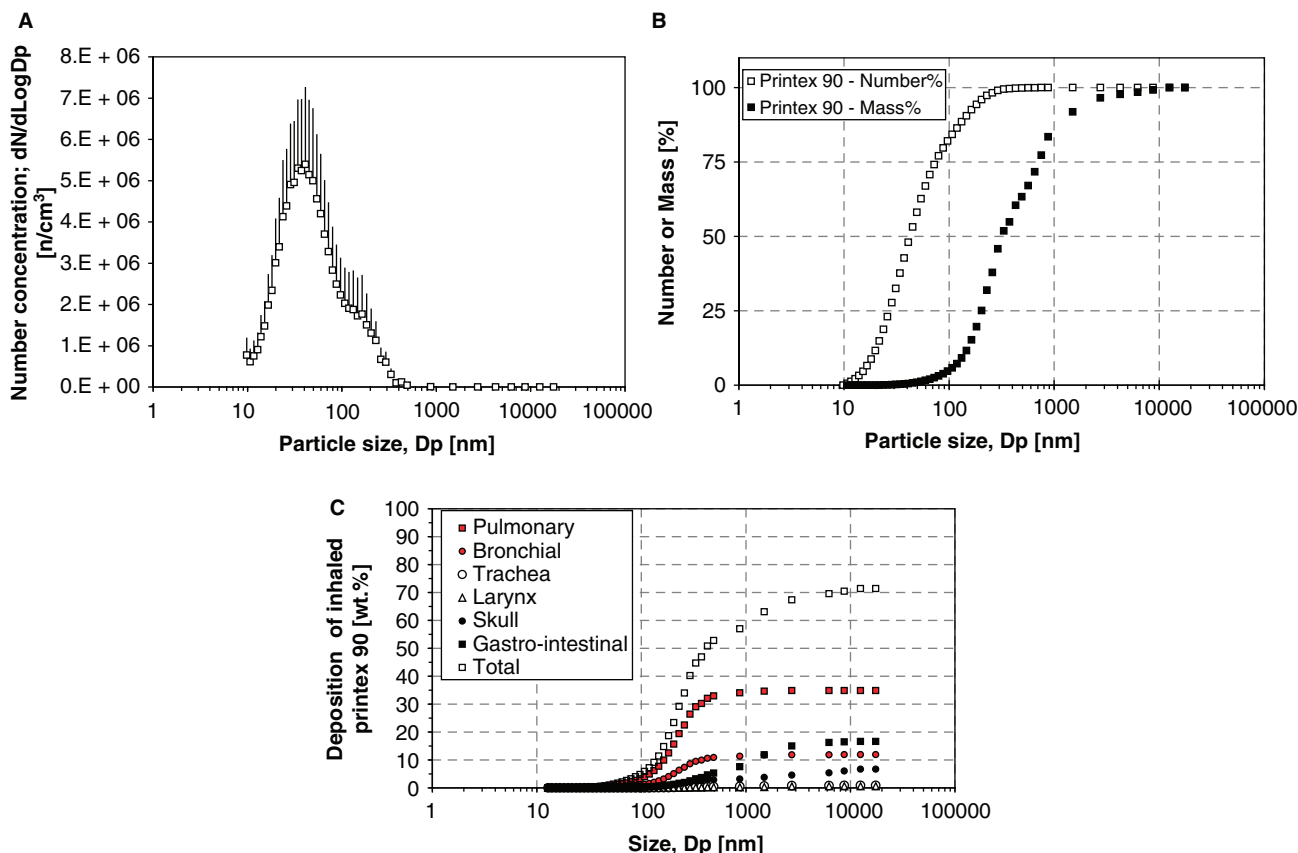 A
Number concentration; dN/dLogDp
[n/cm³]
8.E + 06
7.E + 06
6.E + 06
5.E + 06
4.E + 06
3.E + 06
2.E + 06
1.E + 06
0.E + 00
1
10
100
1000
10000
100000
Particle size, Dp [nm]
B
Number or Mass [%]
100
75
50
25
0
Printex 90 - Number%
Printex 90 - Mass%
1
10
100
1000
10000
100000
Particle size, Dp [nm]
C
Deposition of inhaled
printex 90 [wt.%]
100
90
80
70
60
50
40
30
20
10
0
Pulmonary
Bronchial
Trachea
Larynx
Skull
Gastro-intestinal
Total
1
10
100
1000
10000
100000
Size, Dp [nm]